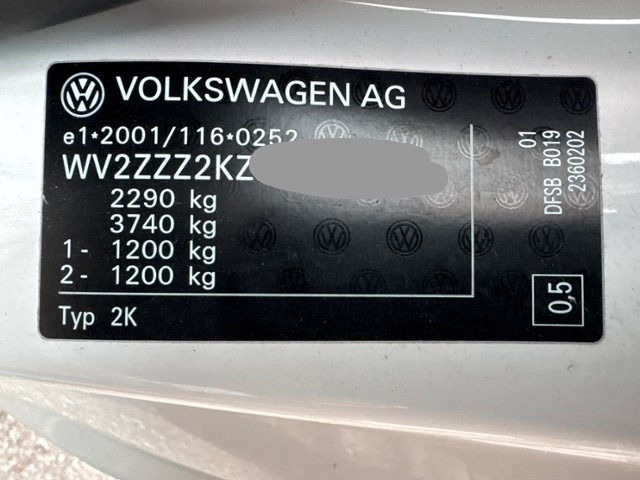 VOLKSWAGEN AG
e1*2001/116*0252
WV2ZZZ2KZ
2290 kg
3740 kg
1- 1200 kg
2- 1200 kg
Typ 2K
01
DFSB B019
2360202
0,5